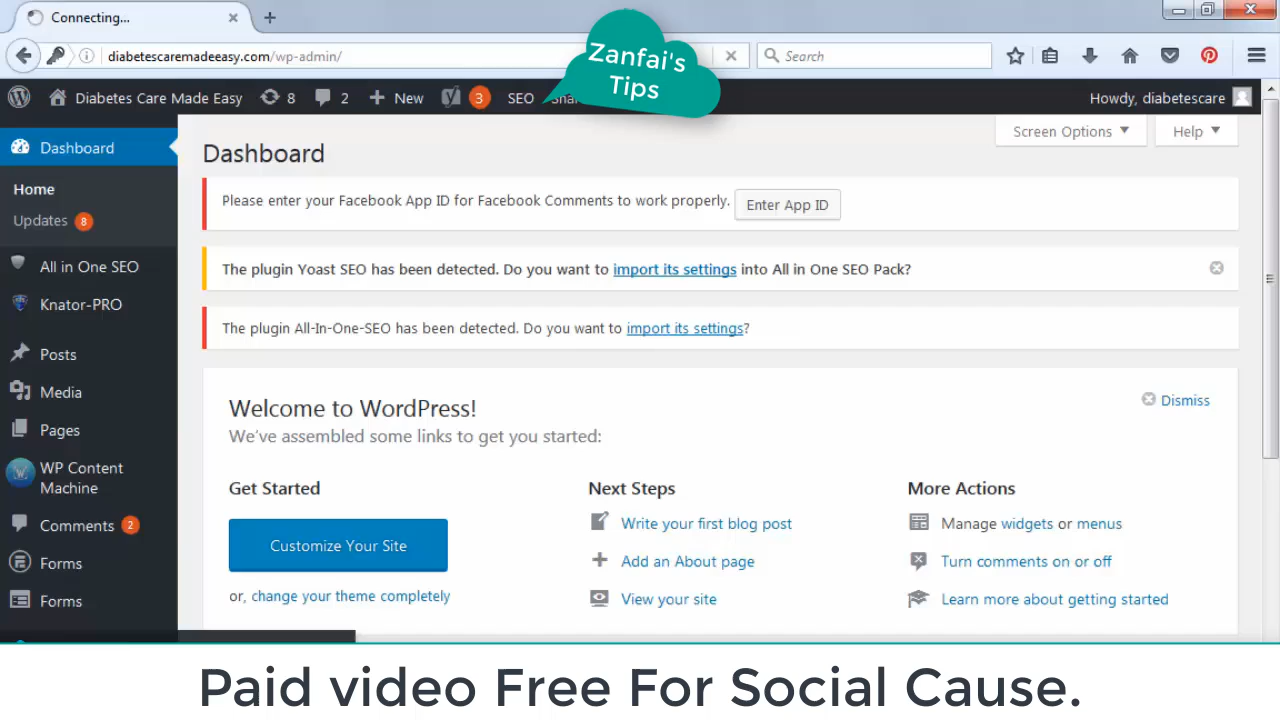 Connecting...
diabetescaremadeeasy.com/wp-admin/
Search
Zanfai's
Tips
Diabetes Care Made Easy 8 2 New 3 SEO
Howdy, diabetescare
Dashboard
Home
Updates 8
All in One SEO
Knator-PRO
Posts
Media
Pages
WP Content
Machine
Comments 2
Forms
Forms
Screen Options
Help
Dashboard
Please enter your Facebook App ID for Facebook Comments to work properly. Enter App ID
The plugin Yoast SEO has been detected. Do you want to import its settings into All in One SEO Pack?
The plugin All-In-One-SEO has been detected. Do you want to import its settings?
Welcome to WordPress!
We've assembled some links to get you started:
Dismiss
Get Started
Customize Your Site
or, change your theme completely
Next Steps
Write your first blog post
Add an About page
View your site
More Actions
Manage widgets or menus
Turn comments on or off
Learn more about getting started
Paid video Free For Social Cause.